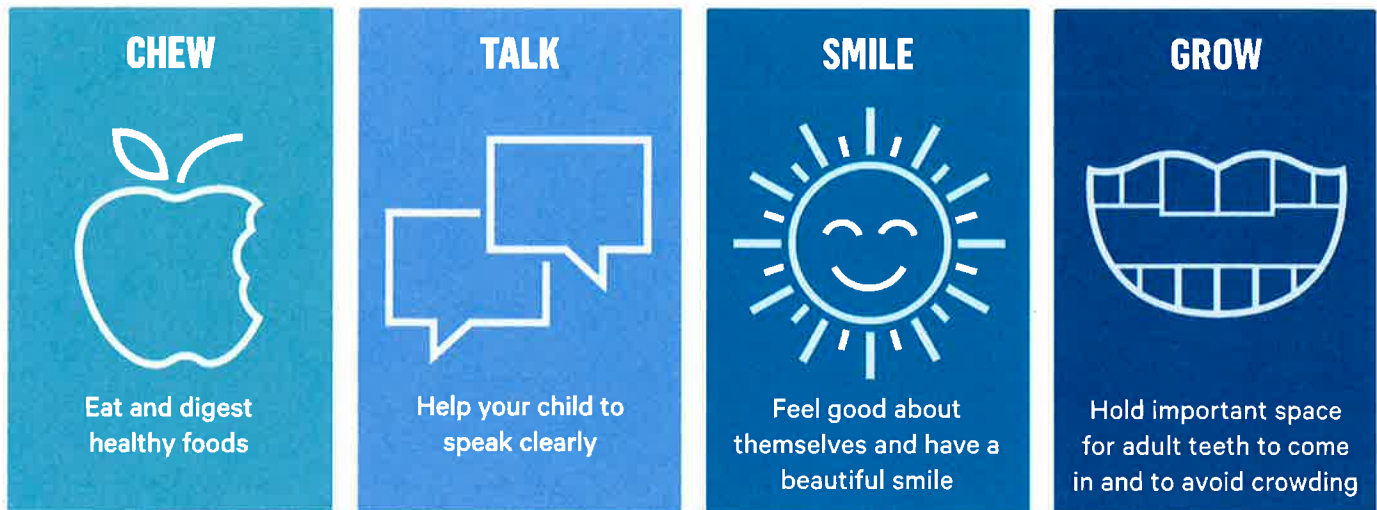 CHEW
Eat and digest
healthy foods
TALK
Help your child to
speak clearly
SMILE
Feel good about
themselves and have a
beautiful smile
GROW
Hold important space
for adult teeth to come
in and to avoid crowding